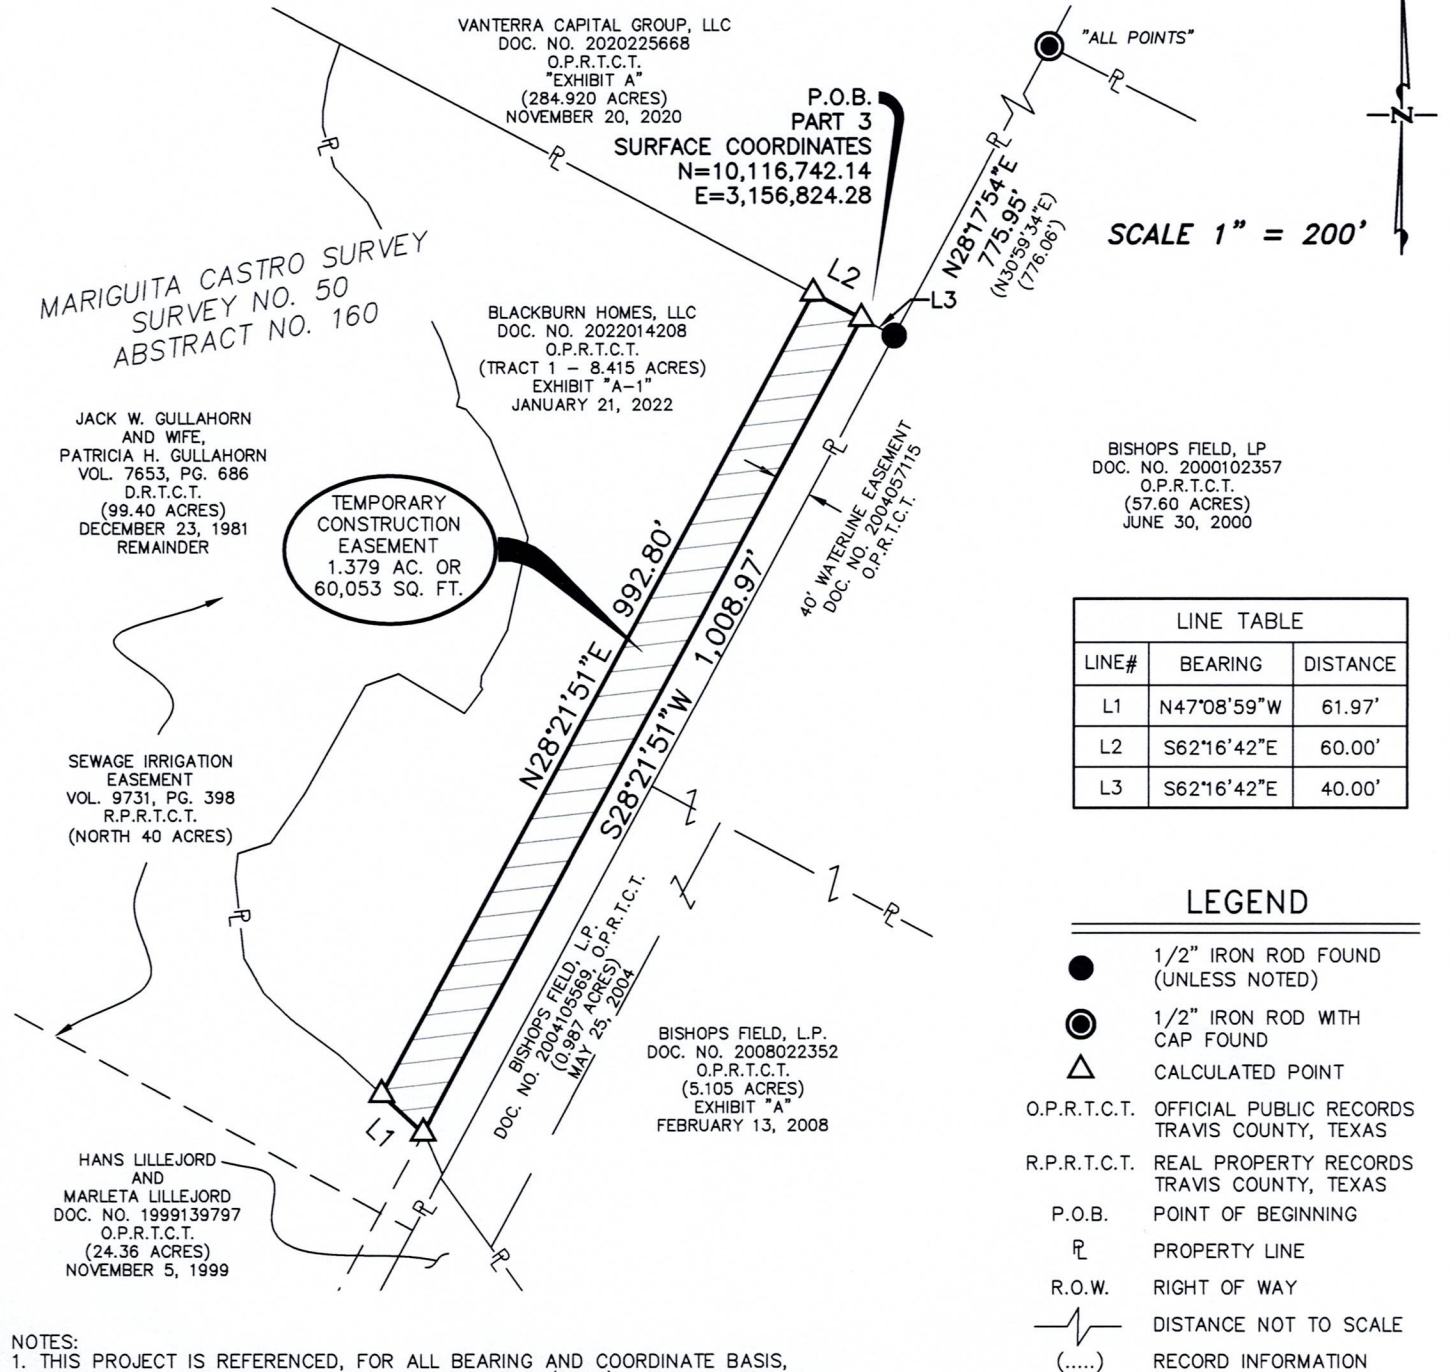 VANTERRA CAPITAL GROUP, LLC
DOC. NO. 2020225668
O.P.R.T.C.T.
"EXHIBIT A"
(284.920 ACRES)
NOVEMBER 20, 2020
"ALL POINTS"
P.O.B.
PART 3
SURFACE COORDINATES
N=10,116,742.14
E=3,156,824.28
N28°17'54"E
775.95'
(N30°59'34"E)
(776.06')
N
SCALE 1" = 200'
MARIGUITA CASTRO SURVEY
SURVEY NO. 50
ABSTRACT NO. 160
L2
L3
BLACKBURN HOMES, LLC
DOC. NO. 2022014208
O.P.R.T.C.T.
(TRACT 1 - 8.415 ACRES)
EXHIBIT "A-1"
JANUARY 21, 2022
JACK W. GULLAHORN
AND WIFE,
PATRICIA H. GULLAHORN
VOL. 7653, PG. 686
D.R.T.C.T.
(99.40 ACRES)
DECEMBER 23, 1981
REMAINDER
TEMPORARY
CONSTRUCTION
EASEMENT
1.379 AC. OR
60,053 SQ. FT.
N28°21'51"E 992.80'
S28°21'51"W 1,008.97'
40' WATERLINE EASEMENT
DOC. NO. 2004057115
O.P.R.T.C.T.
BISHOPS FIELD, LP
DOC. NO. 2000102357
O.P.R.T.C.T.
(57.60 ACRES)
JUNE 30, 2000
LINE TABLE
LINE# BEARING DISTANCE
L1 N47°08'59"W 61.97'
L2 S62°16'42"E 60.00'
L3 S62°16'42"E 40.00'
SEWAGE IRRIGATION
EASEMENT
VOL. 9731, PG. 398
R.P.R.T.C.T.
(NORTH 40 ACRES)
BISHOPS FIELD, L.P.
DOC. NO. 2004105569, O.P.R.T.C.T.
(0.987 ACRES)
MAY 25, 2004
BISHOPS FIELD, L.P.
DOC. NO. 2008022352
O.P.R.T.C.T.
(5.105 ACRES)
EXHIBIT "A"
FEBRUARY 13, 2008
L1
HANS LILLEJORD
AND
MARLETA LILLEJORD
DOC. NO. 1999139797
O.P.R.T.C.T.
(24.36 ACRES)
NOVEMBER 5, 1999
LEGEND
1/2" IRON ROD FOUND
(UNLESS NOTED)
1/2" IRON ROD WITH
CAP FOUND
CALCULATED POINT
O.P.R.T.C.T. OFFICIAL PUBLIC RECORDS
TRAVIS COUNTY, TEXAS
R.P.R.T.C.T. REAL PROPERTY RECORDS
TRAVIS COUNTY, TEXAS
P.O.B. POINT OF BEGINNING
PL PROPERTY LINE
R.O.W. RIGHT OF WAY
DISTANCE NOT TO SCALE
(.....) RECORD INFORMATION
NOTES:
1. THIS PROJECT IS REFERENCED, FOR ALL BEARING AND COORDINATE BASIS,